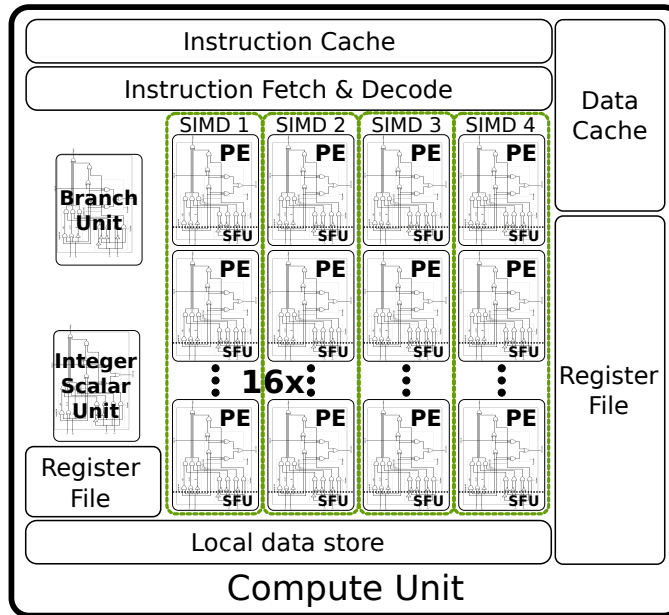 Instruction Cache
Instruction Fetch & Decode
Data
Cache
SIMD 1 SIMD 2 SIMD 3 SIMD 4
PE PE PE PE
SFU SFU SFU SFU
Branch
Unit
PE PE PE PE
SFU SFU SFU SFU
Integer
Scalar
Unit
16x
Register
File
PE PE PE PE
SFU SFU SFU SFU
Register
File
Local data store
Compute Unit